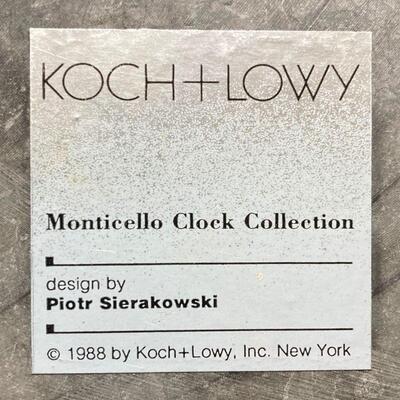 KOCH+LOWY
Monticello Clock Collection
design by
Piotr Sierakowski
© 1988 by Koch+Lowy, Inc. New York